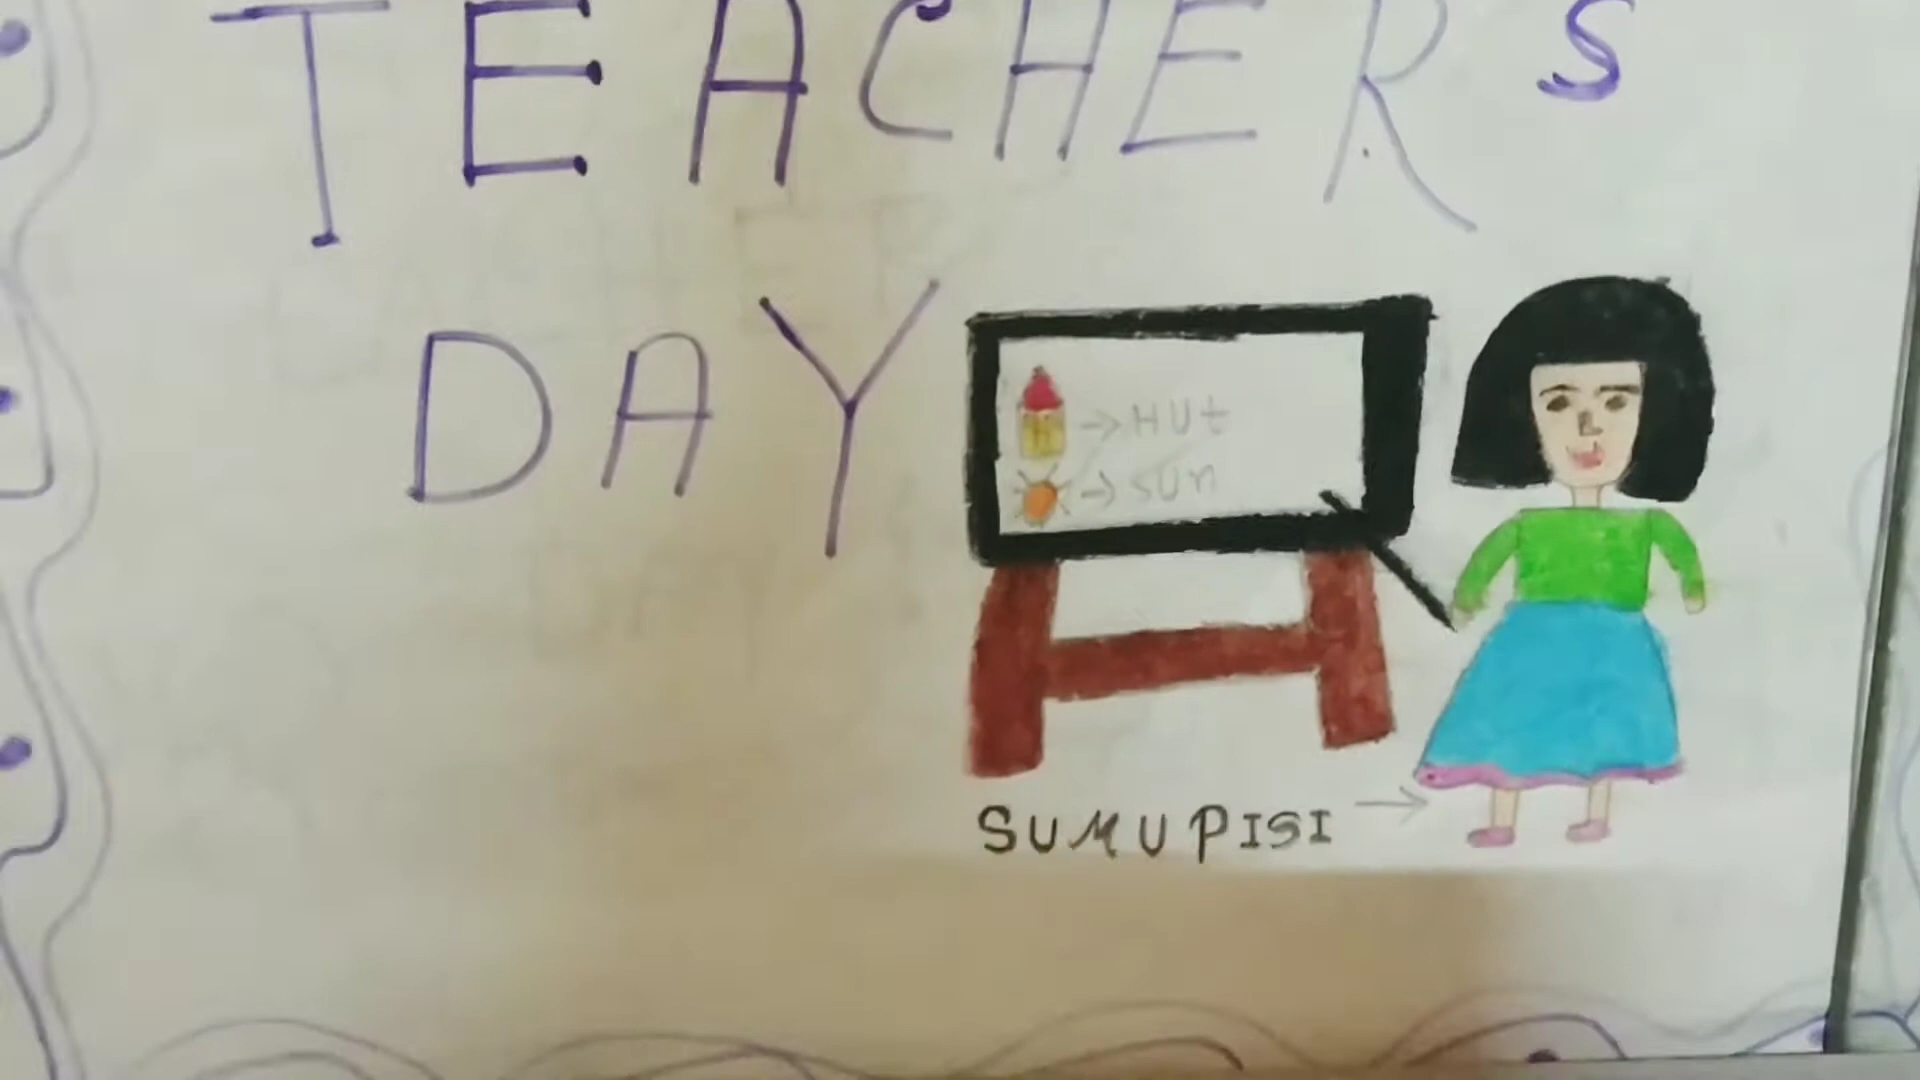 TEACHERS
DAY
→ HUt
→ sun
SUMUPISI →